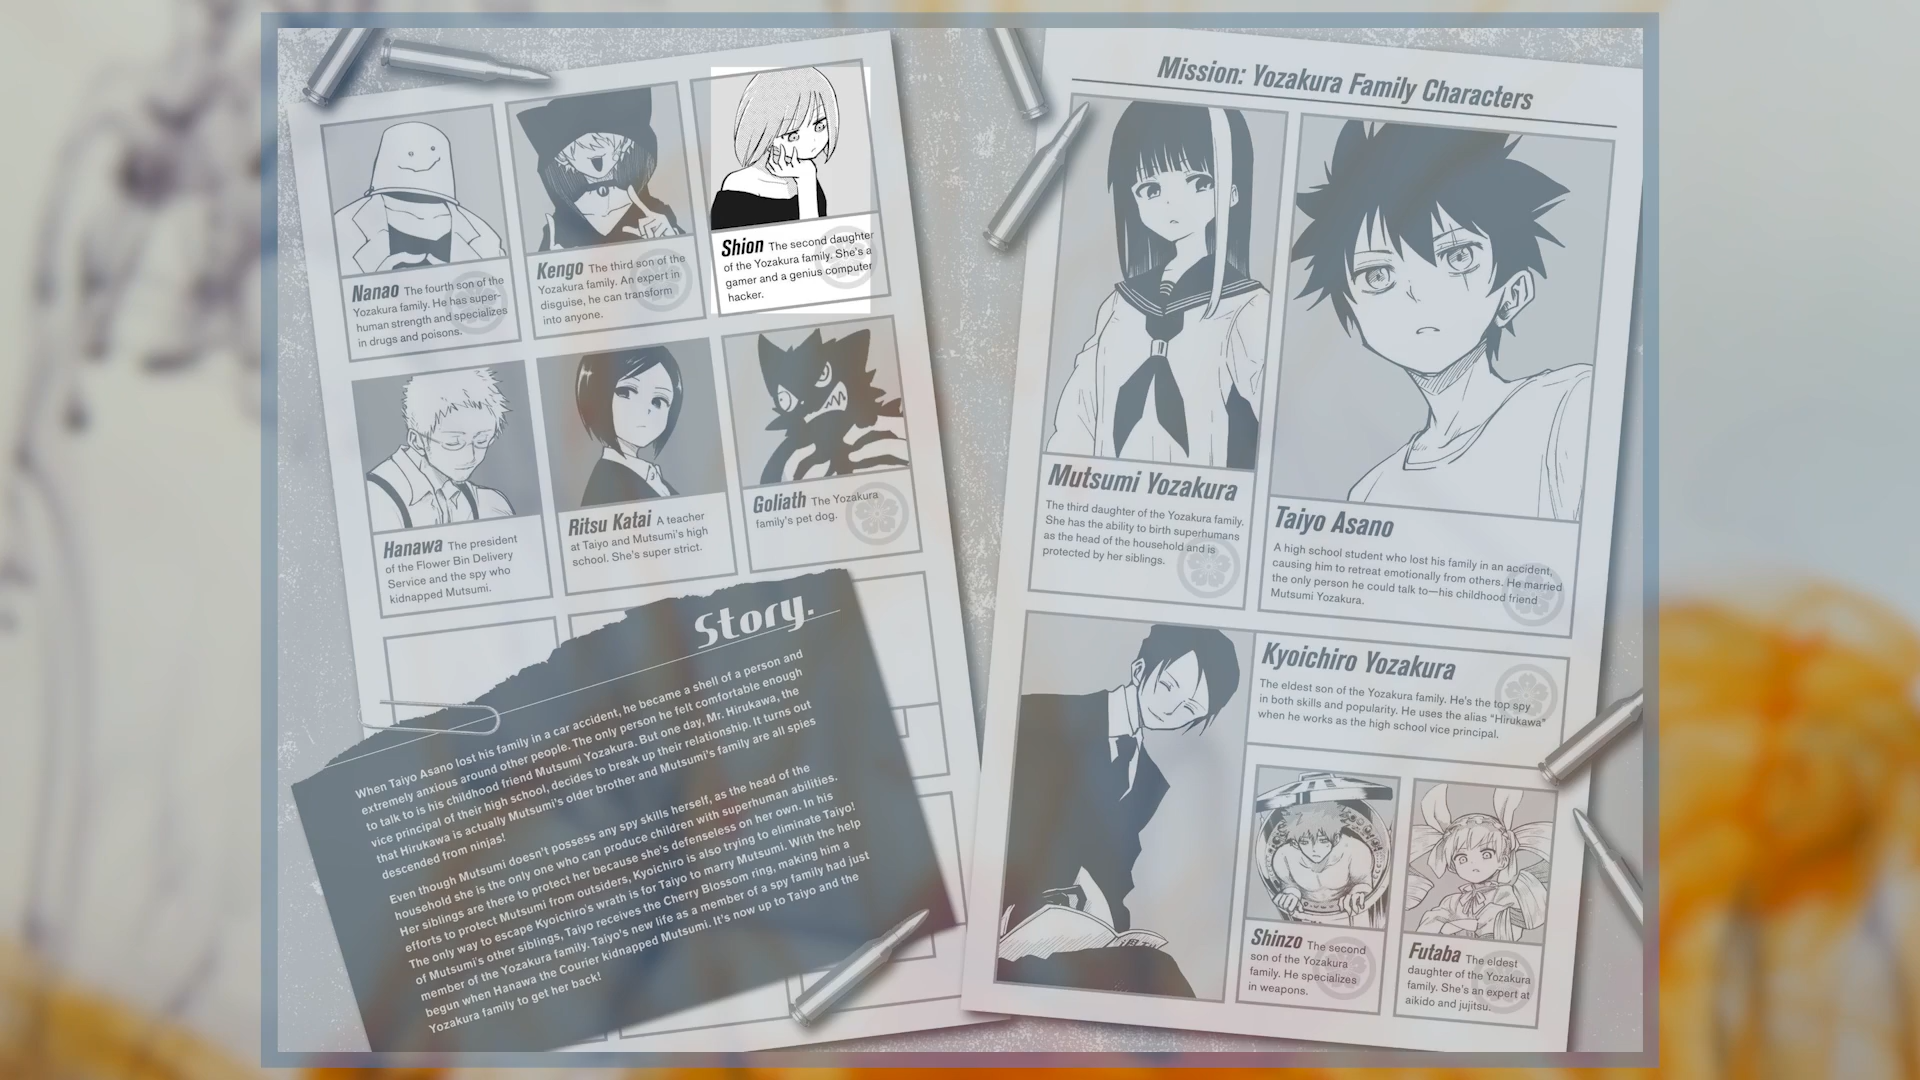 Nanao The fourth son of the
Yozakura family. He has super-
human strength and specializes
in drugs and poisons.
Kengo The third son of the
Yozakura family. An expert in
disguise, he can transform
into anyone.
Shion The second daughter
of the Yozakura family. She's a
gamer and a genius computer
hacker.
Hanawa The president
of the Flower Bin Delivery
Service and the spy who
kidnapped Mutsumi.
Ritsu Katai A teacher
at Taiyo and Mutsumi's high
school. She's super strict.
Goliath The Yozakura
family's pet dog.
Story.
When Taiyo Asano lost his family in a car accident, he became a shell of a person and
extremely anxious around other people. The only person he felt comfortable enough
to talk to is his childhood friend Mutsumi Yozakura. But one day, Mr. Hirukawa, the
vice principal of their high school, decides to break up their relationship. It turns out
that Hirukawa is actually Mutsumi's older brother and Mutsumi's family are all spies
descended from ninjas!
Even though Mutsumi doesn't possess any spy skills herself, as the head of the
household she is the only one who can produce children with superhuman abilities.
Her siblings are there to protect her because she's defenseless on her own. In his
efforts to protect Mutsumi from outsiders, Kyoichiro is also trying to eliminate Taiyo!
The only way to escape Kyoichiro's wrath is for Taiyo to marry Mutsumi. With the help
of Mutsumi's other siblings, Taiyo receives the Cherry Blossom ring, making him a
member of the Yozakura family. Taiyo's new life as a member of a spy family had just
begun when Hanawa the Courier kidnapped Mutsumi. It's now up to Taiyo and the
Yozakura family to get her back!
Mission: Yozakura Family Characters
Mutsumi Yozakura
The third daughter of the Yozakura family.
She has the ability to birth superhumans
as the head of the household and is
protected by her siblings.
Taiyo Asano
A high school student who lost his family in an accident,
causing him to retreat emotionally from others. He married
the only person he could talk to—his childhood friend
Mutsumi Yozakura.
Kyoichiro Yozakura
The eldest son of the Yozakura family. He's the top spy
in both skills and popularity. He uses the alias "Hirukawa"
when he works as the high school vice principal.
Shinzo The second
son of the Yozakura
family. He specializes
in weapons.
Futaba The eldest
daughter of the Yozakura
family. She's an expert at
aikido and jujitsu.